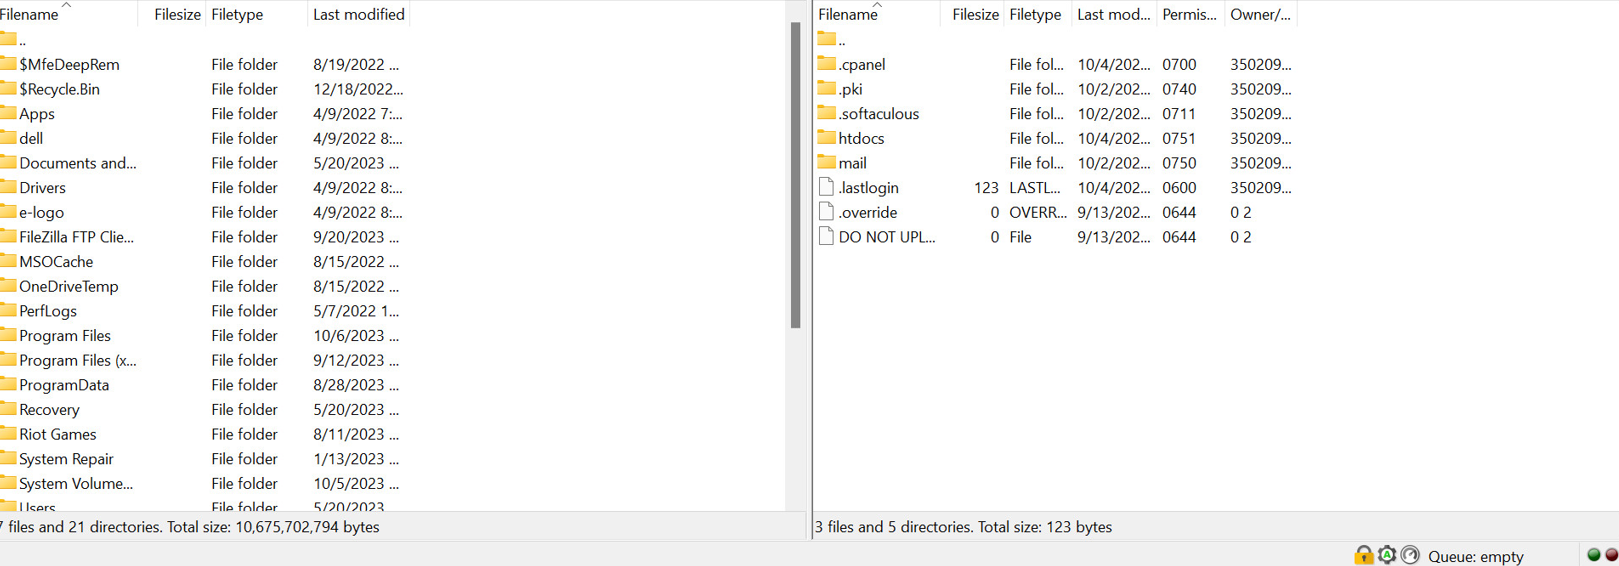 Filename Filesize Filetype Last modified
..
$MfeDeepRem File folder 8/19/2022 ...
$Recycle.Bin File folder 12/18/2022...
Apps File folder 4/9/2022 7:...
dell File folder 4/9/2022 8:...
Documents and... File folder 5/20/2023 ...
Drivers File folder 4/9/2022 8:...
e-logo File folder 4/9/2022 8:...
FileZilla FTP Clie... File folder 9/20/2023 ...
MSOCache File folder 8/15/2022 ...
OneDriveTemp File folder 8/15/2022 ...
PerfLogs File folder 5/7/2022 1...
Program Files File folder 10/6/2023 ...
Program Files (x... File folder 9/12/2023 ...
ProgramData File folder 8/28/2023 ...
Recovery File folder 5/20/2023 ...
Riot Games File folder 8/11/2023 ...
System Repair File folder 1/13/2023 ...
System Volume... File folder 10/5/2023 ...
Users File folder 5/20/2023
7 files and 21 directories. Total size: 10,675,702,794 bytes
Filename Filesize Filetype Last mod... Permis... Owner/...
..
.cpanel File fol... 10/4/202... 0700 350209...
.pki File fol... 10/2/202... 0740 350209...
.softaculous File fol... 10/2/202... 0711 350209...
htdocs File fol... 10/4/202... 0751 350209...
mail File fol... 10/2/202... 0750 350209...
.lastlogin 123 LASTL... 10/4/202... 0600 350209...
.override 0 OVERR... 9/13/202... 0644 0 2
DO NOT UPL... 0 File 9/13/202... 0644 0 2
3 files and 5 directories. Total size: 123 bytes
Queue: empty